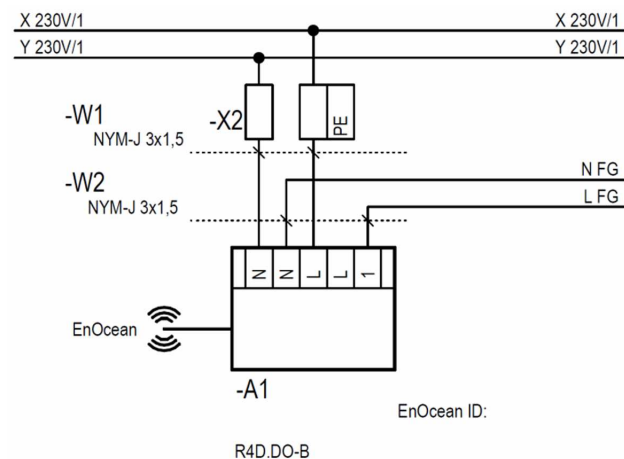 X 230V/1 X 230V/1
Y 230V/1 Y 230V/1
-W1
NYM-J 3x1,5
-X2
PE
-W2
NYM-J 3x1,5
N FG
L FG
N N L L 1
EnOcean
-A1
EnOcean ID:
R4D.DO-B